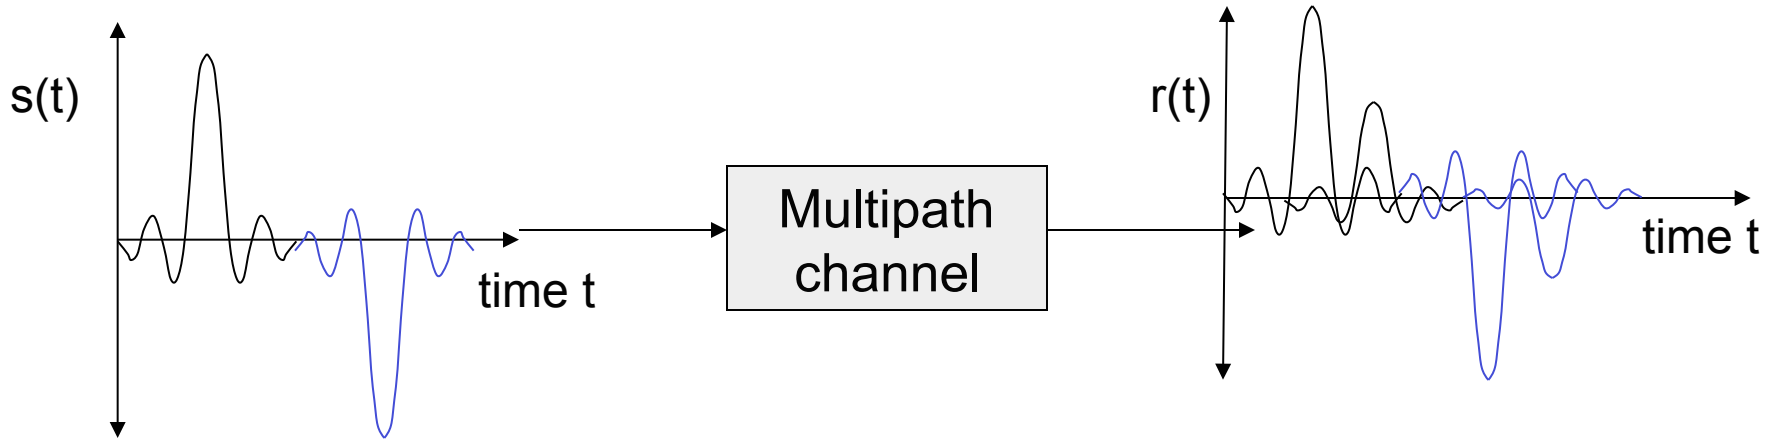 s(t)
time t
Multipath
channel
r(t)
time t